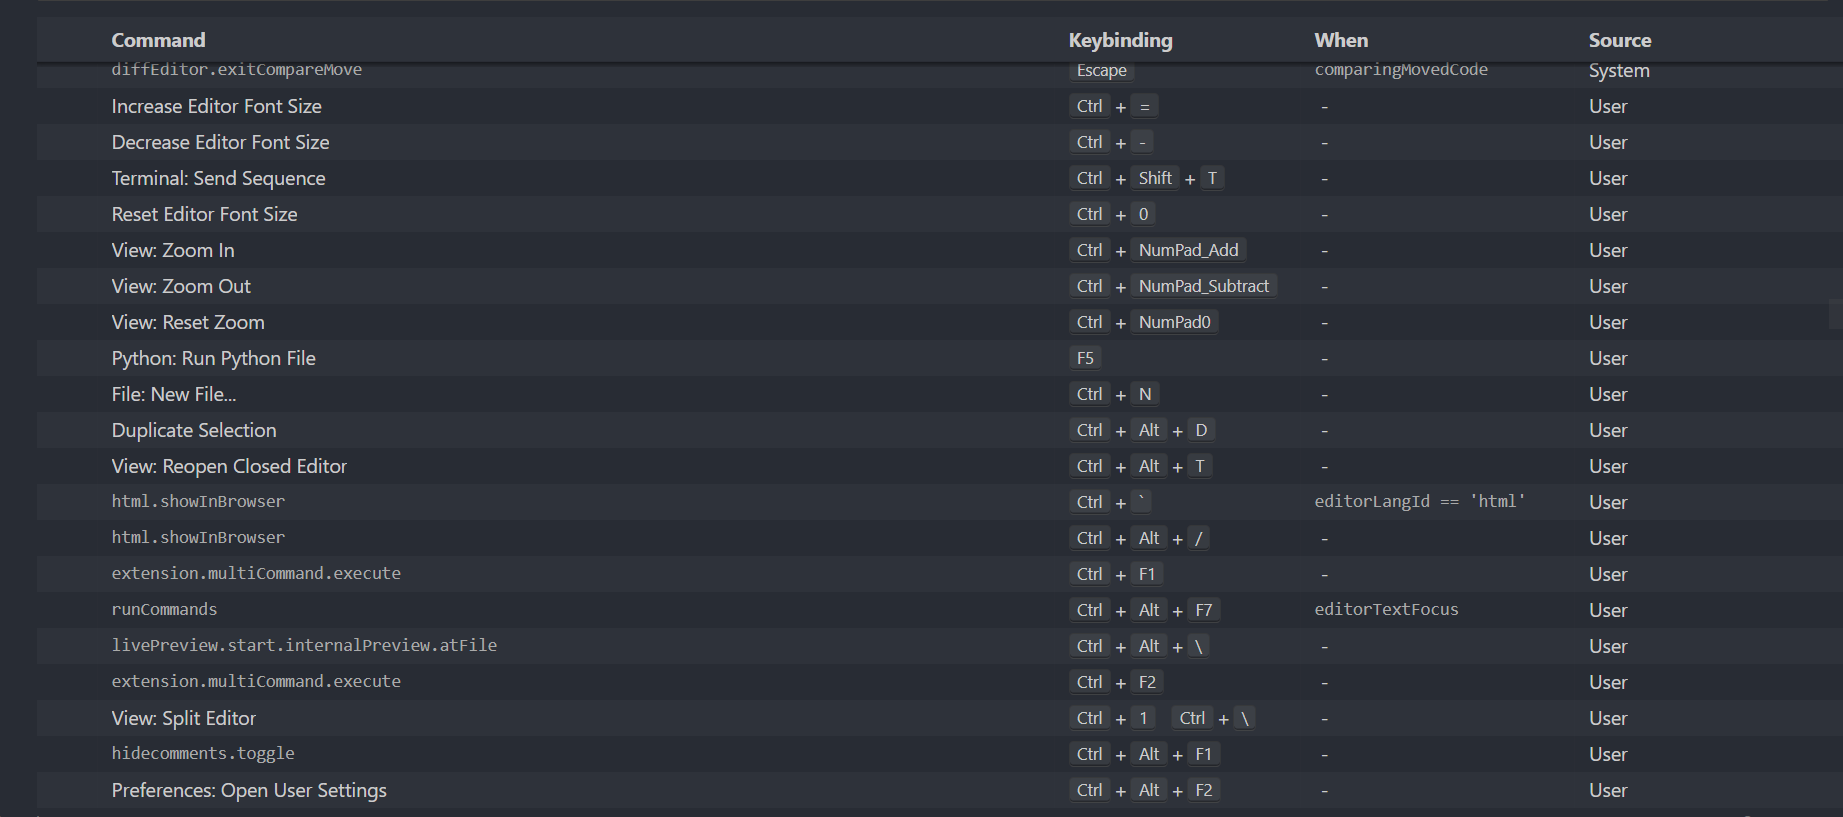 Command Keybinding When Source
diffEditor.exitCompareMove Escape comparingMovedCode System
Increase Editor Font Size Ctrl + = - User
Decrease Editor Font Size Ctrl + - - User
Terminal: Send Sequence Ctrl + Shift + T - User
Reset Editor Font Size Ctrl + 0 - User
View: Zoom In Ctrl + NumPad_Add - User
View: Zoom Out Ctrl + NumPad_Subtract - User
View: Reset Zoom Ctrl + NumPad0 - User
Python: Run Python File F5 - User
File: New File... Ctrl + N - User
Duplicate Selection Ctrl + Alt + D - User
View: Reopen Closed Editor Ctrl + Alt + T - User
html.showInBrowser Ctrl + ` editorLangId == 'html' User
html.showInBrowser Ctrl + Alt + / - User
extension.multiCommand.execute Ctrl + F1 - User
runCommands Ctrl + Alt + F7 editorTextFocus User
livePreview.start.internalPreview.atFile Ctrl + Alt + \ - User
extension.multiCommand.execute Ctrl + F2 - User
View: Split Editor Ctrl + 1 Ctrl + \ - User
hidecomments.toggle Ctrl + Alt + F1 - User
Preferences: Open User Settings Ctrl + Alt + F2 - User